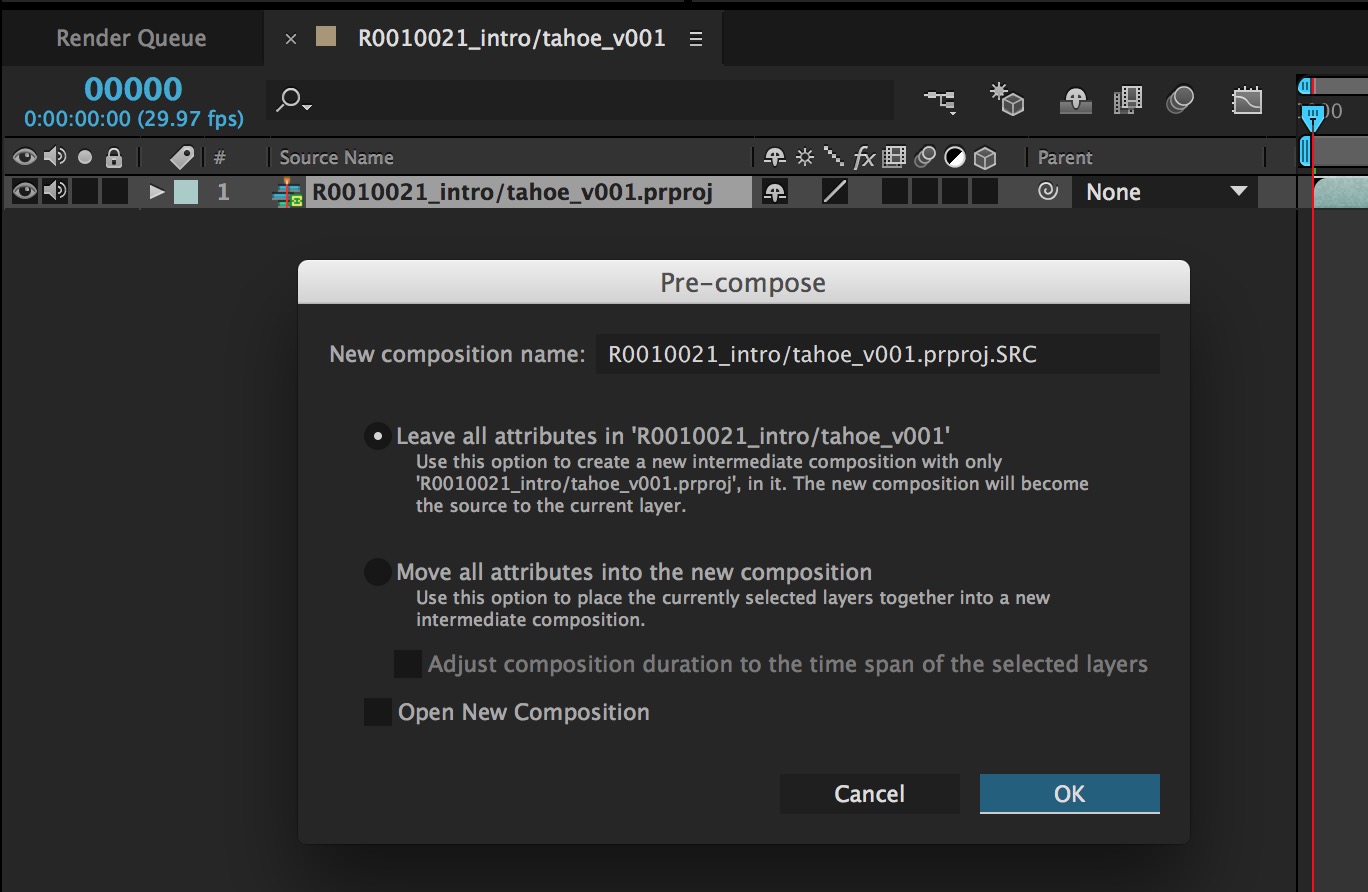 Render Queue
× R0010021_intro/tahoe_v001
00000
0:00:00:00 (29.97 fps)
# Source Name fx Parent
1 R0010021_intro/tahoe_v001.prproj None
Pre-compose
New composition name: R0010021_intro/tahoe_v001.prproj.SRC
Leave all attributes in 'R0010021_intro/tahoe_v001'
Use this option to create a new intermediate composition with only
'R0010021_intro/tahoe_v001.prproj', in it. The new composition will become
the source to the current layer.
Move all attributes into the new composition
Use this option to place the currently selected layers together into a new
intermediate composition.
Adjust composition duration to the time span of the selected layers
Open New Composition
Cancel OK